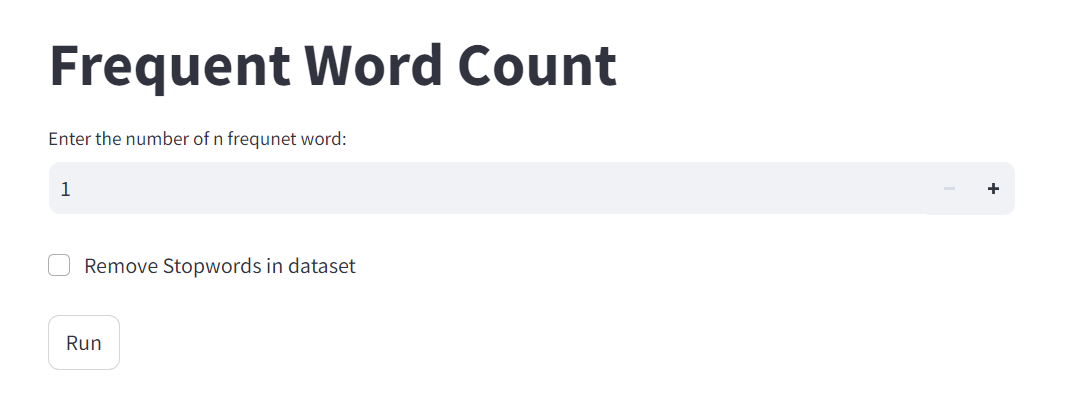 Frequent Word Count
Enter the number of n frequnet word:
1
Remove Stopwords in dataset
Run